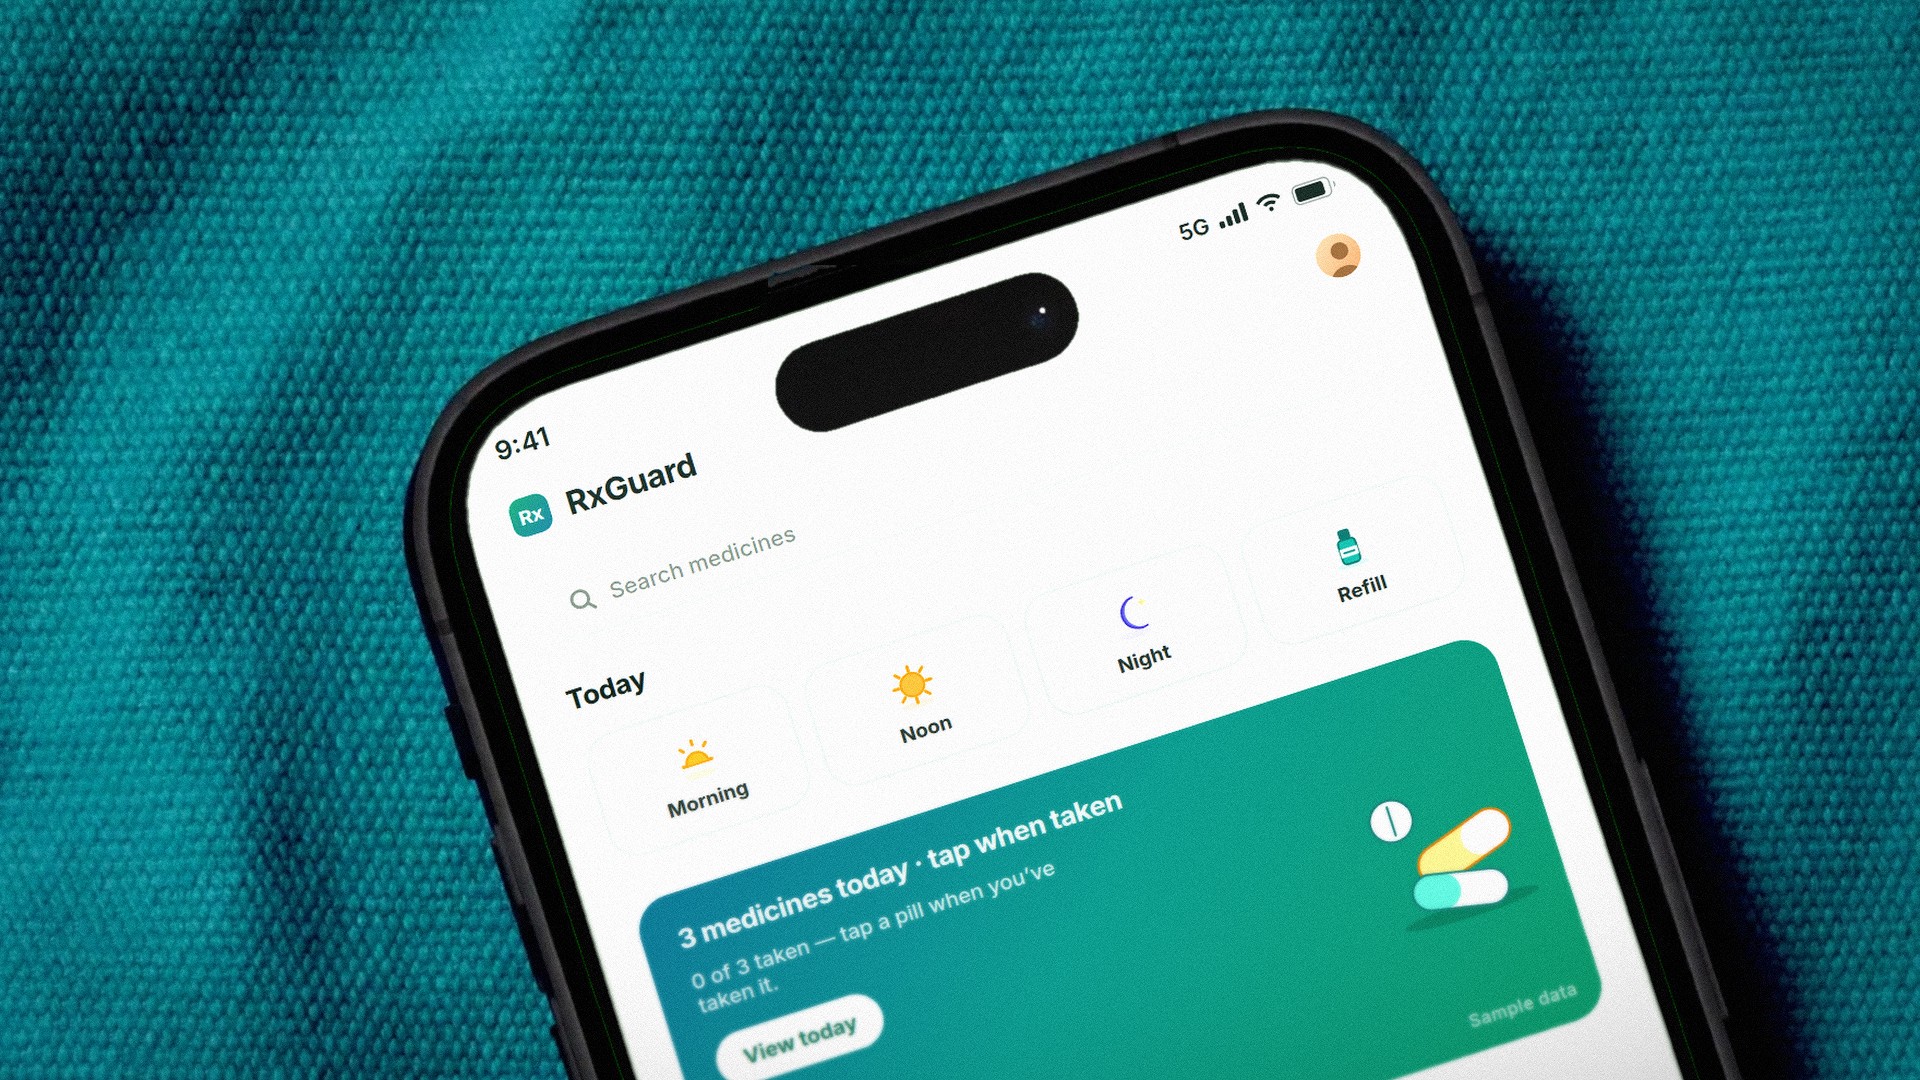 9:41
5G
Rx RxGuard
Search medicines
Today
Morning
Noon
Night
Refill
3 medicines today · tap when taken
0 of 3 taken — tap a pill when you've
taken it.
View today
Sample data